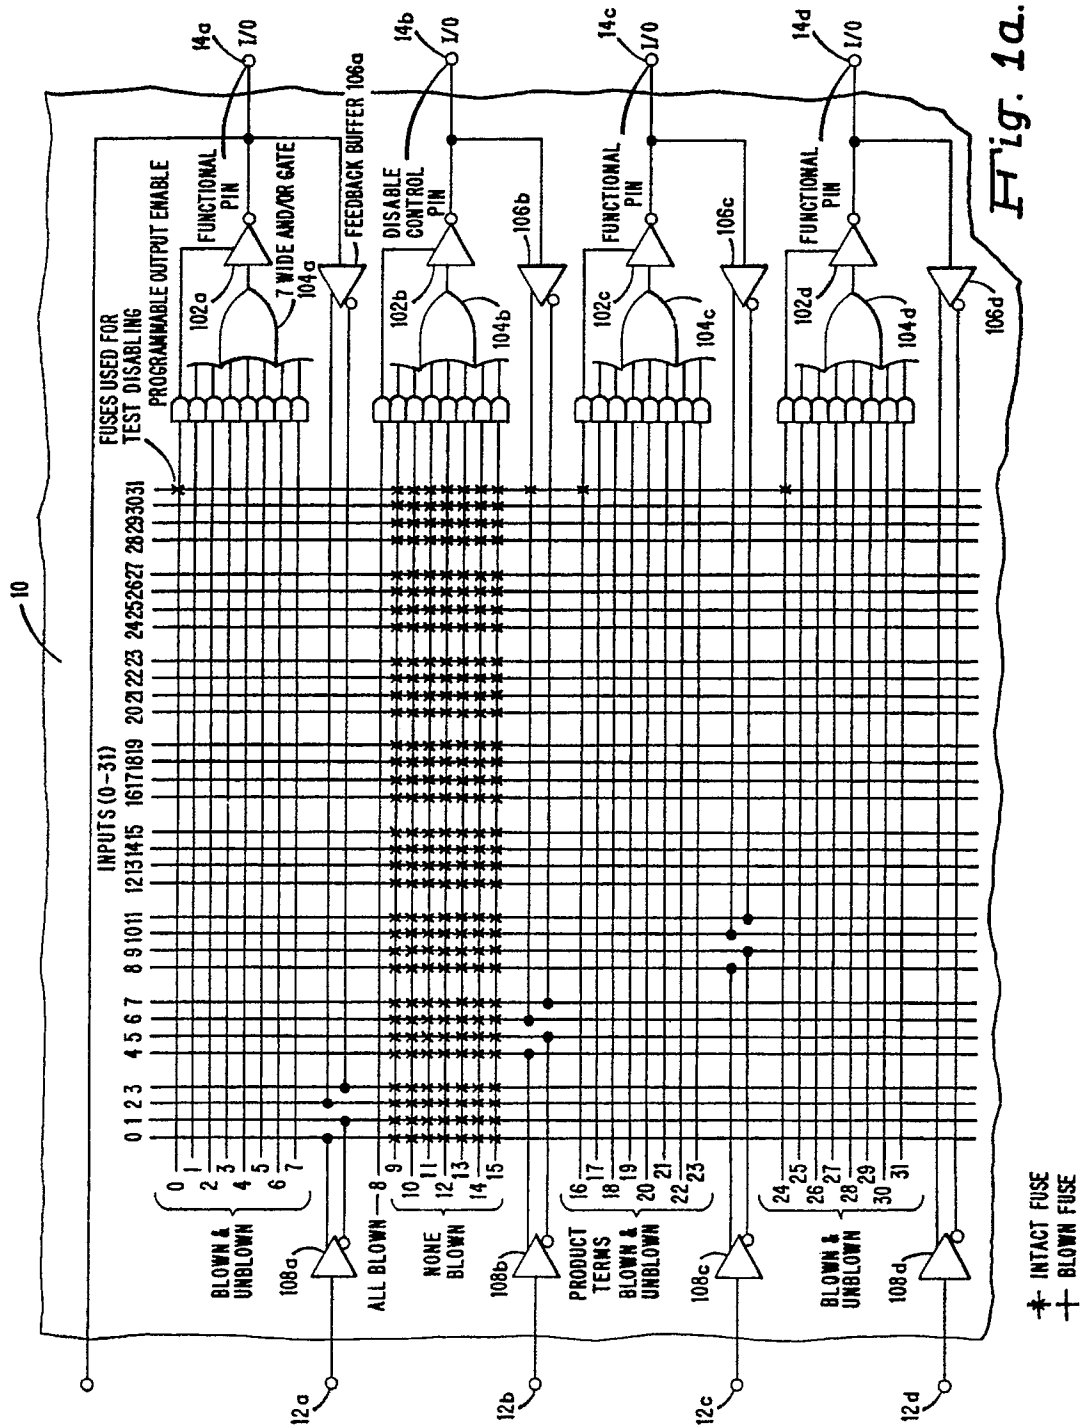 10
INPUTS (0-31)
0 1 2 3 4 5 6 7 8 9 10 11 12 13 14 15 16 17 18 19 20 21 22 23 24 25 26 27 28 29 30 31
FUSES USED FOR
TEST DISABLING
PROGRAMMABLE OUTPUT ENABLE
0
1
2
3
4
5
6
7
BLOWN &
UNBLOWN
102a
FUNCTIONAL
PIN
14a
I/O
7 WIDE AND/OR GATE
104a
FEEDBACK BUFFER 106a
12a
108a
ALL BLOWN
8
9
10
11
12
13
14
15
NONE
BLOWN
102b
DISABLE
CONTROL
PIN
14b
I/O
104b
106b
12b
108b
PRODUCT
TERMS
BLOWN &
UNBLOWN
16
17
18
19
20
21
22
23
102c
FUNCTIONAL
PIN
14c
I/O
104c
106c
12c
108c
24
25
26
27
28
29
30
31
BLOWN &
UNBLOWN
102d
FUNCTIONAL
PIN
14d
I/O
104d
106d
12d
108d
INTACT FUSE
BLOWN FUSE
Fig. 1a.